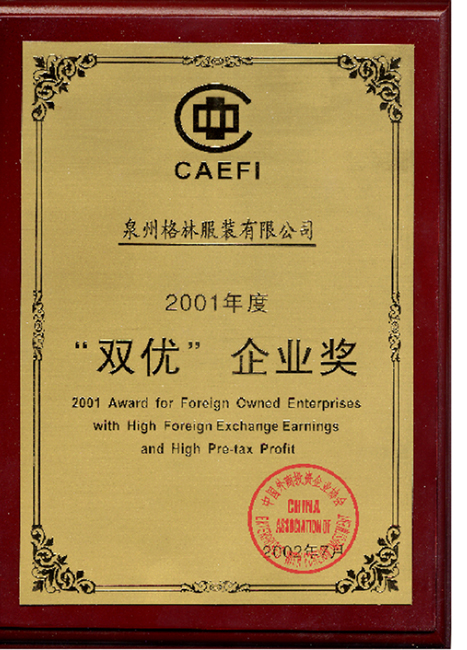 CAEFI
泉州格林服装有限公司
2001年度
“双优” 企业奖
2001 Award for Foreign Owned Enterprises
with High Foreign Exchange Earnings
and High Pre-tax Profit
中国外商投资企业协会
CHINA
ASSOCIATION OF
2002年7月